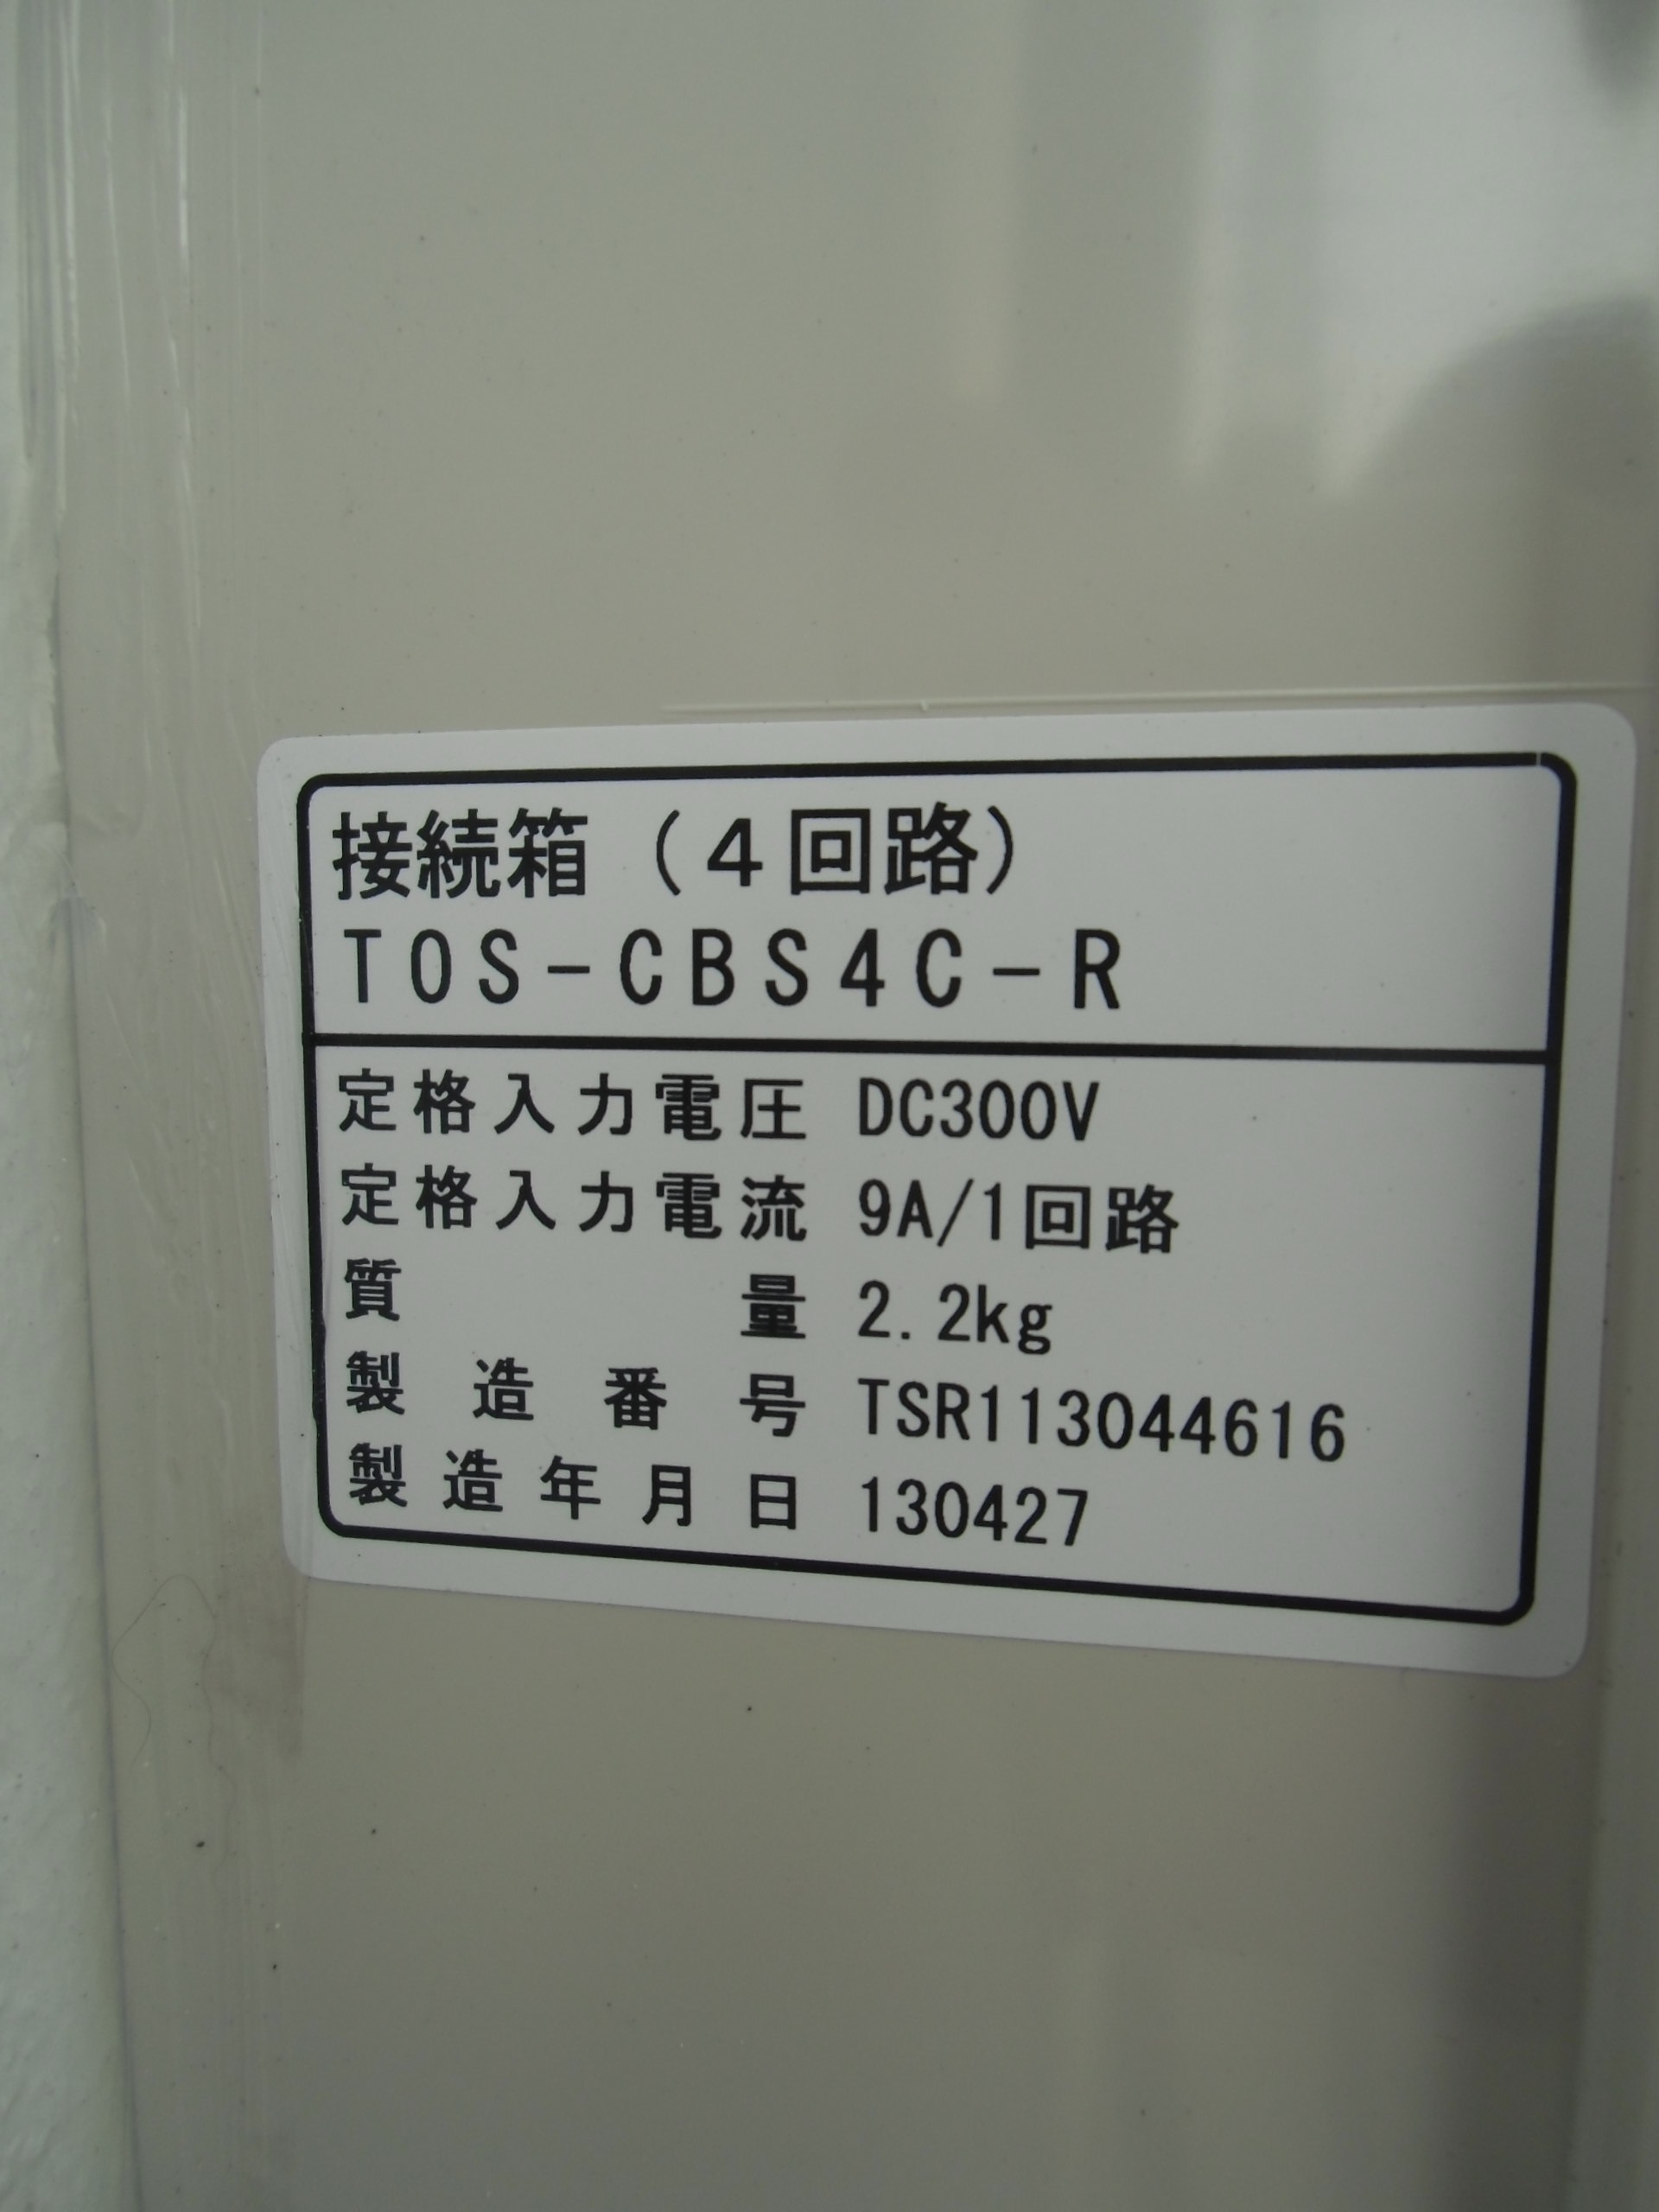 接続箱（４回路）
TOS-CBS4C-R
定格入力電圧 DC300V
定格入力電流 9A/1回路
質量 2.2kg
製造番号 TSR113044616
製造年月日 130427